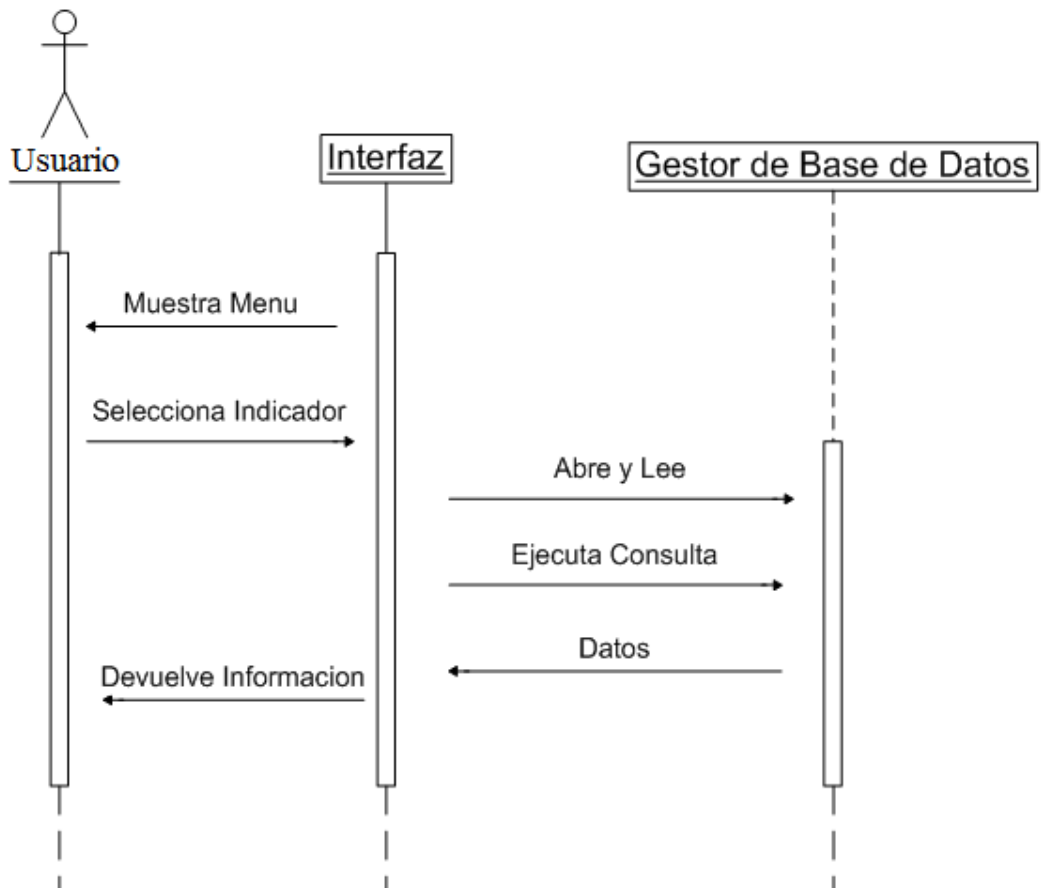 Usuario
Interfaz
Gestor de Base de Datos
Muestra Menu
Selecciona Indicador
Abre y Lee
Ejecuta Consulta
Datos
Devuelve Informacion